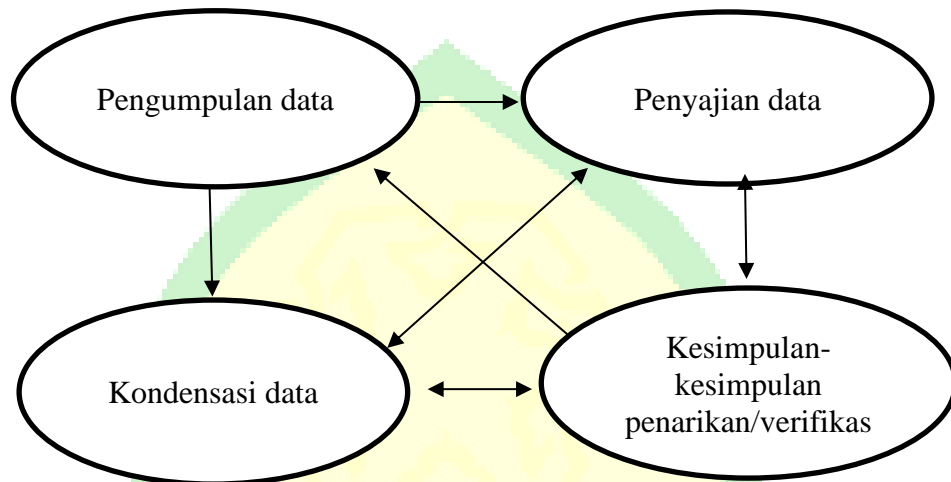 Pengumpulan data
Penyajian data
Kondensasi data
Kesimpulan-
kesimpulan
penarikan/verifikas